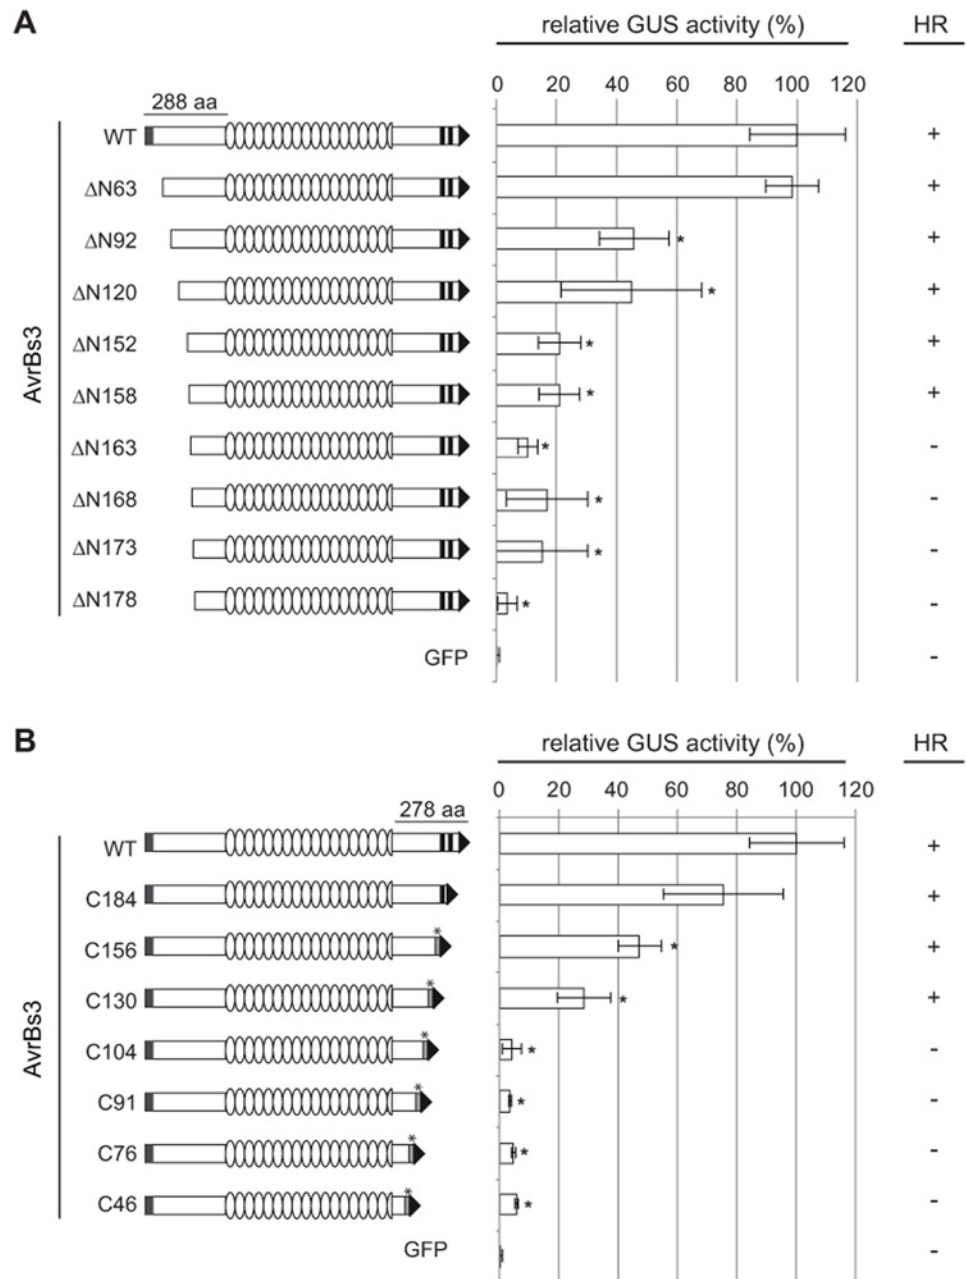 A
relative GUS activity (%) HR
0 20 40 60 80 100 120
288 aa
AvrBs3
WT +
ΔN63 +
ΔN92 * +
ΔN120 * +
ΔN152 * +
ΔN158 * +
ΔN163 * -
ΔN168 * -
ΔN173 * -
ΔN178 * -
GFP -
B
relative GUS activity (%) HR
0 20 40 60 80 100 120
278 aa
AvrBs3
WT +
C184 +
C156 * * +
C130 * * +
C104 * * -
C91 * * -
C76 * * -
C46 * * -
GFP -